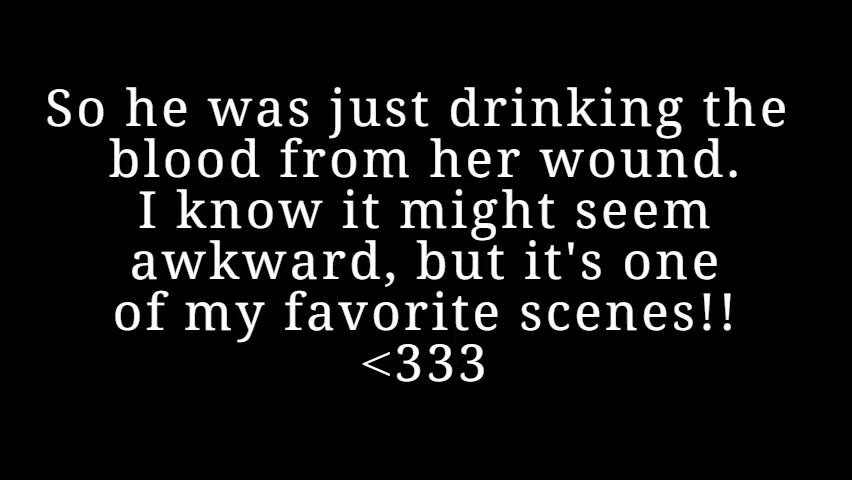 So he was just drinking the
blood from her wound.
I know it might seem
awkward, but it's one
of my favorite scenes!!
<333